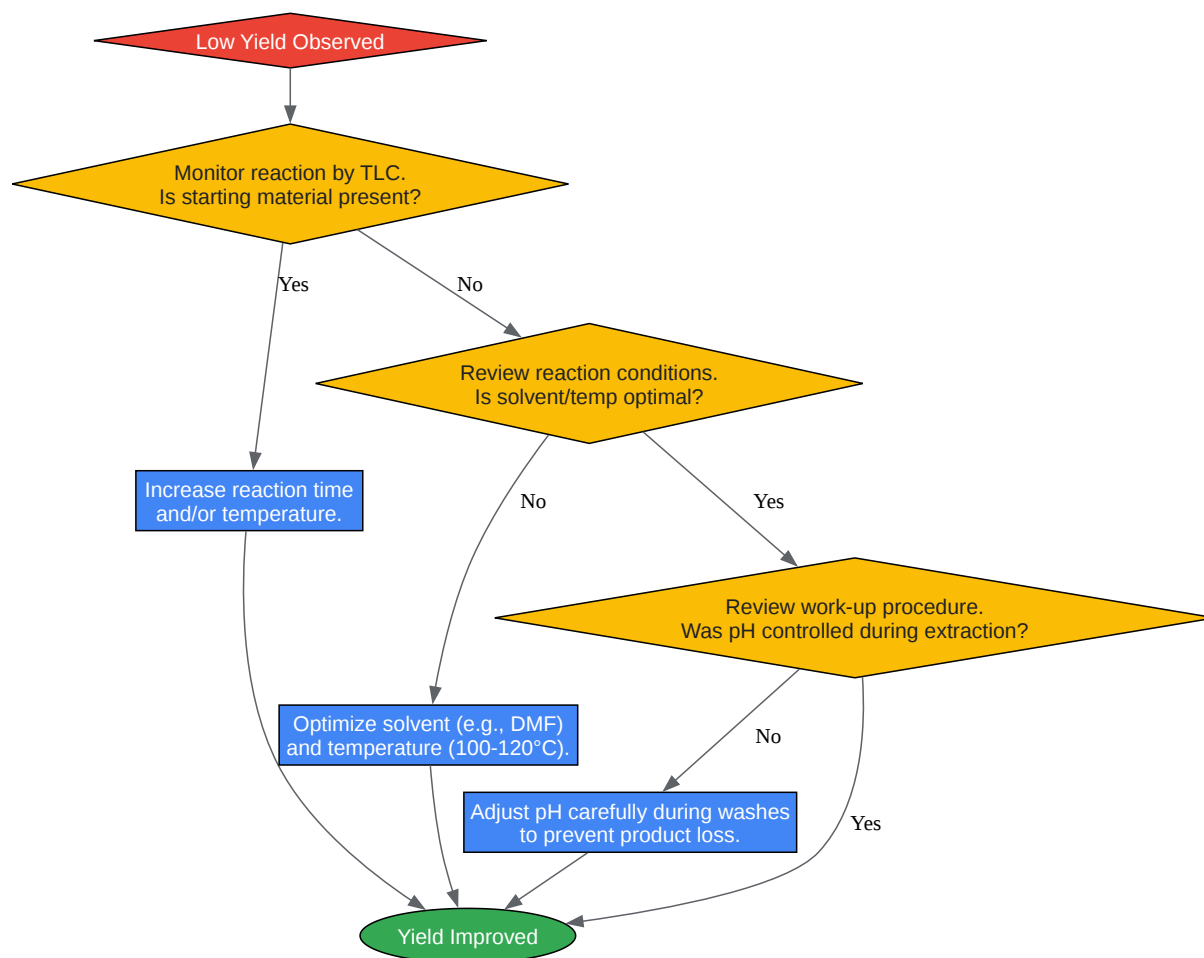 Low Yield Observed
Monitor reaction by TLC.
Is starting material present?
Yes
No
Review reaction conditions.
Is solvent/temp optimal?
Increase reaction time
and/or temperature.
No
Yes
Review work-up procedure.
Was pH controlled during extraction?
Optimize solvent (e.g., DMF)
and temperature (100-120°C).
No
Adjust pH carefully during washes
to prevent product loss.
Yes
Yield Improved